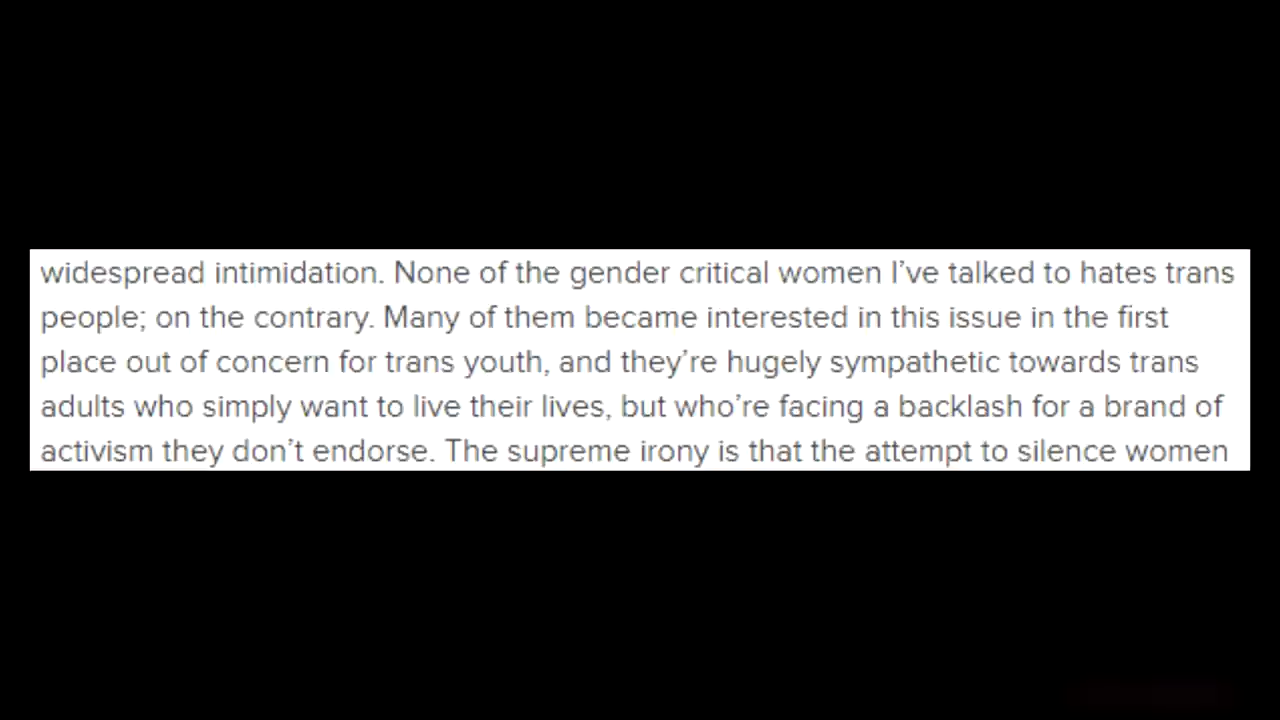 widespread intimidation. None of the gender critical women I’ve talked to hates trans
people; on the contrary. Many of them became interested in this issue in the first
place out of concern for trans youth, and they’re hugely sympathetic towards trans
adults who simply want to live their lives, but who’re facing a backlash for a brand of
activism they don’t endorse. The supreme irony is that the attempt to silence women